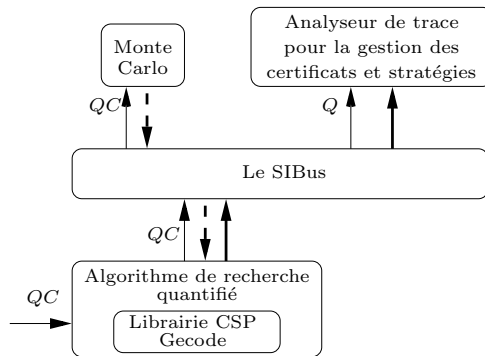 Monte
Carlo
Analyseur de trace
pour la gestion des
certificats et stratégies
QC
Q
Le SIBus
QC
Algorithme de recherche
quantifié
QC
Librairie CSP
Gecode